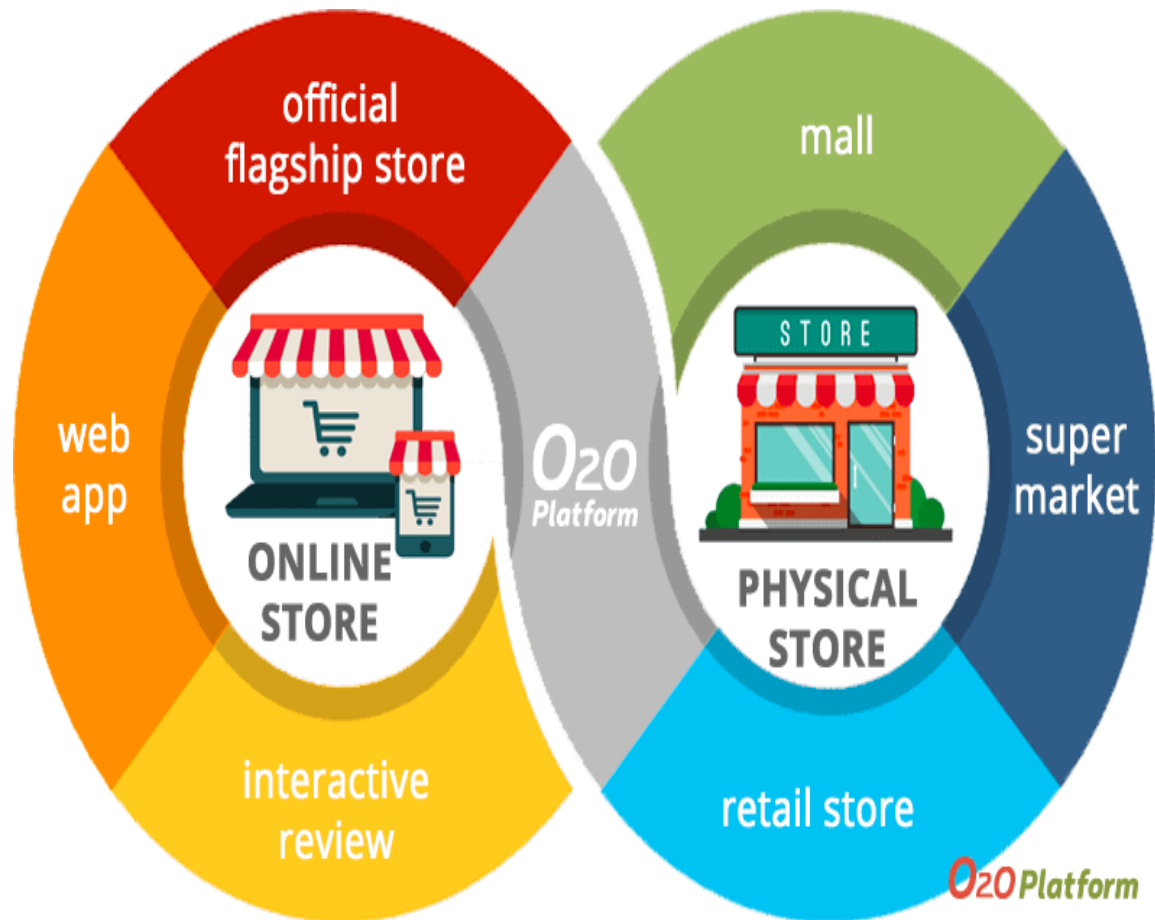 official
flagship store
mall
web
app
ONLINE
STORE
O2O
Platform
STORE
PHYSICAL
STORE
super
market
interactive
review
retail store
O2O Platform